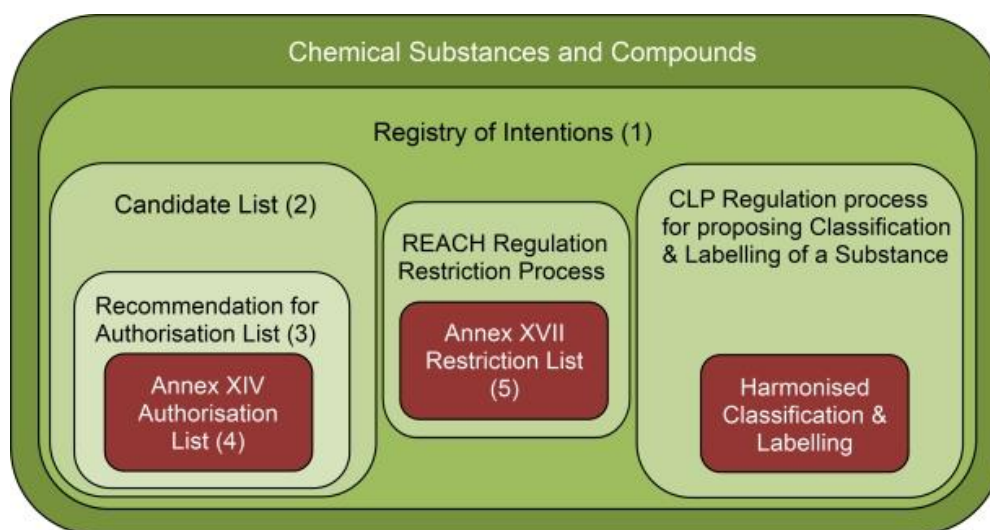 Chemical Substances and Compounds
Registry of Intentions (1)
Candidate List (2)
Recommendation for
Authorisation List (3)
Annex XIV
Authorisation
List (4)
REACH Regulation
Restriction Process
Annex XVII
Restriction List
(5)
CLP Regulation process
for proposing Classification
& Labelling of a Substance
Harmonised
Classification &
Labelling